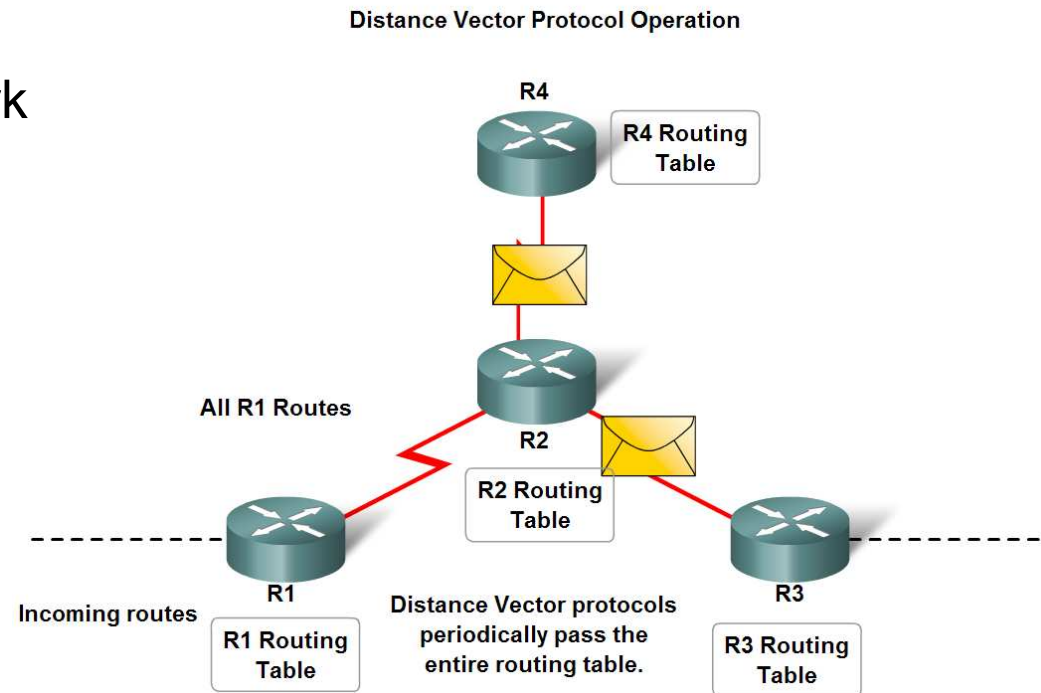 Distance Vector Protocol Operation
k
R4
R4 Routing
Table
All R1 Routes
R2
R2 Routing
Table
R1
R3
Incoming routes
R1 Routing
Table
Distance Vector protocols
periodically pass the
entire routing table.
R3 Routing
Table